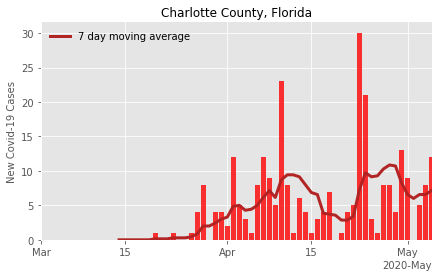 Charlotte County, Florida
7 day moving average
New Covid-19 Cases
30
25
20
15
10
5
0
Mar 15 Apr 15 May
2020-May